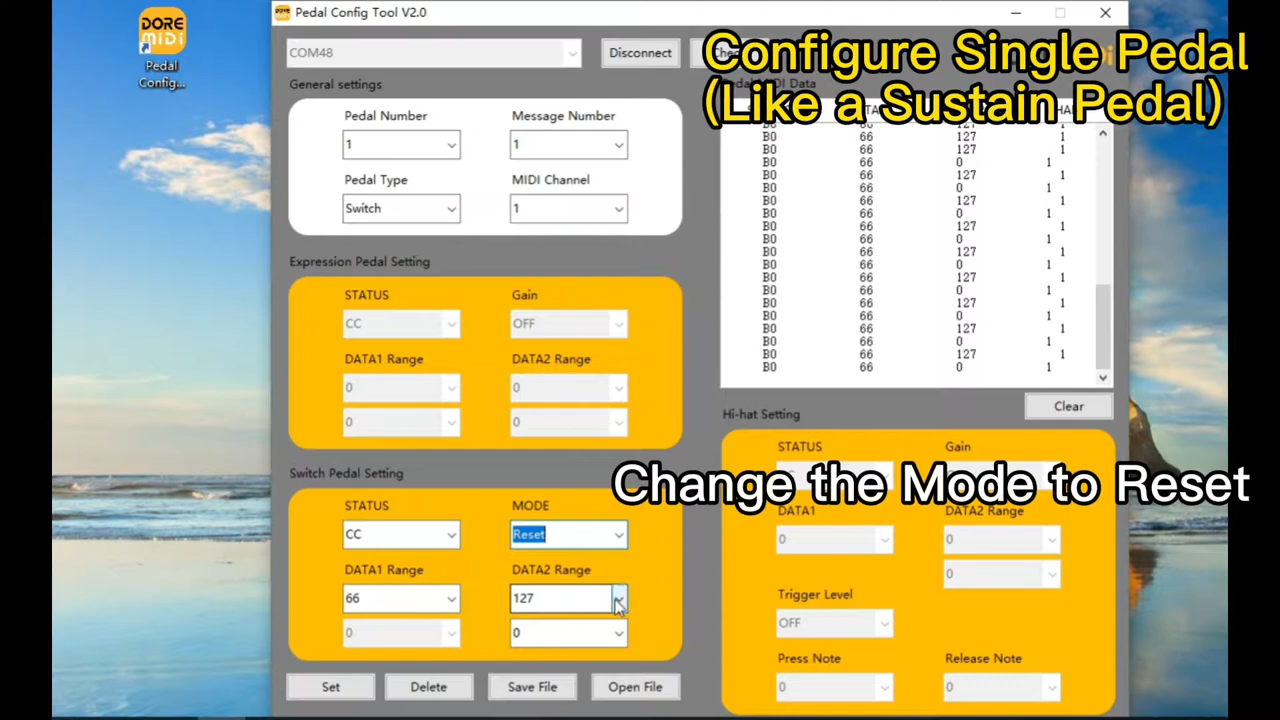 DORE
MiDi
Pedal
Config...
Pedal Config Tool V2.0
COM48
Disconnect
Configure Single Pedal
(Like a Sustain Pedal)
General settings
Pedal Number
Message Number
1
1
Pedal Type
MIDI Channel
Switch
1
Expression Pedal Setting
STATUS
Gain
CC
OFF
DATA1 Range
DATA2 Range
0
0
0
0
Switch Pedal Setting
STATUS
MODE
CC
Reset
DATA1 Range
DATA2 Range
66
127
0
0
Set
Delete
Save File
Open File
MIDI Data
B0 66 127 1
B0 66 127 1
B0 66 127 1
B0 66 0 1
B0 66 127 1
B0 66 0 1
B0 66 127 1
B0 66 0 1
B0 66 127 1
B0 66 0 1
B0 66 127 1
B0 66 0 1
B0 66 127 1
B0 66 0 1
B0 66 127 1
B0 66 0 1
B0 66 127 1
B0 66 0 1
B0 66 127 1
B0 66 0 1
Clear
Hi-hat Setting
STATUS
Gain
Change the Mode to Reset
DATA1
DATA2 Range
0
0
0
Trigger Level
OFF
Press Note
Release Note
0
0